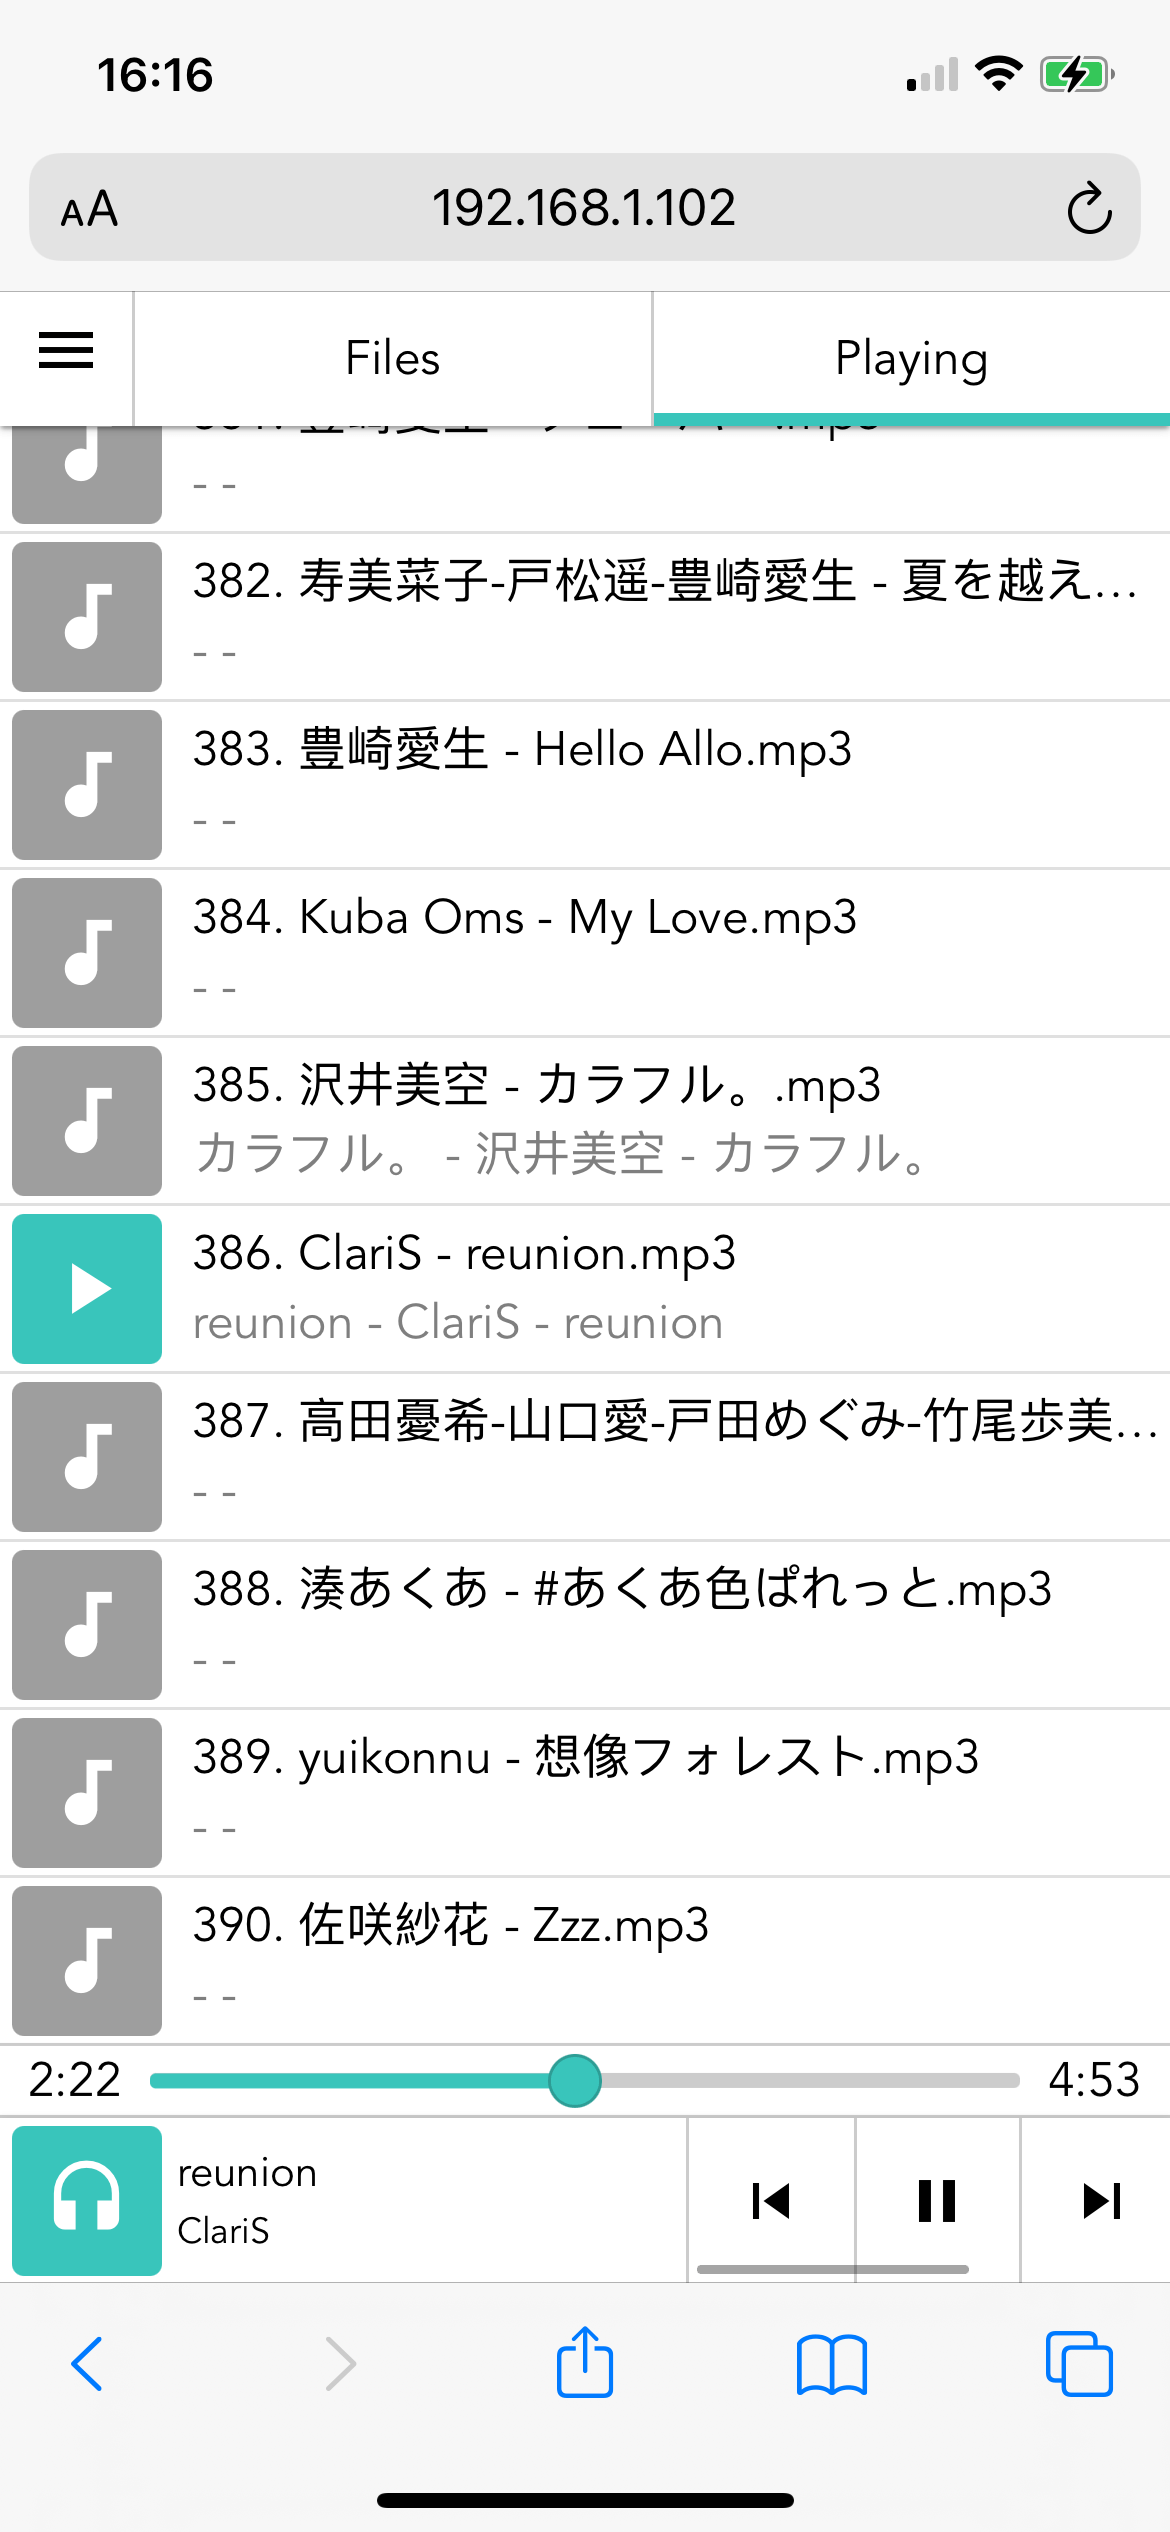 16:16
AA 192.168.1.102
Files Playing
- -
382. 寿美菜子-戸松遥-豊崎愛生 - 夏を越え...
- -
383. 豊崎愛生 - Hello Allo.mp3
- -
384. Kuba Oms - My Love.mp3
- -
385. 沢井美空 - カラフル。.mp3
カラフル。 - 沢井美空 - カラフル。
386. ClariS - reunion.mp3
reunion - ClariS - reunion
387. 高田憂希-山口愛-戸田めぐみ-竹尾歩美...
- -
388. 湊あくあ - #あくあ色ぱれっと.mp3
- -
389. yuikonnu - 想像フォレスト.mp3
- -
390. 佐咲紗花 - Zzz.mp3
- -
2:22 4:53
reunion
ClariS